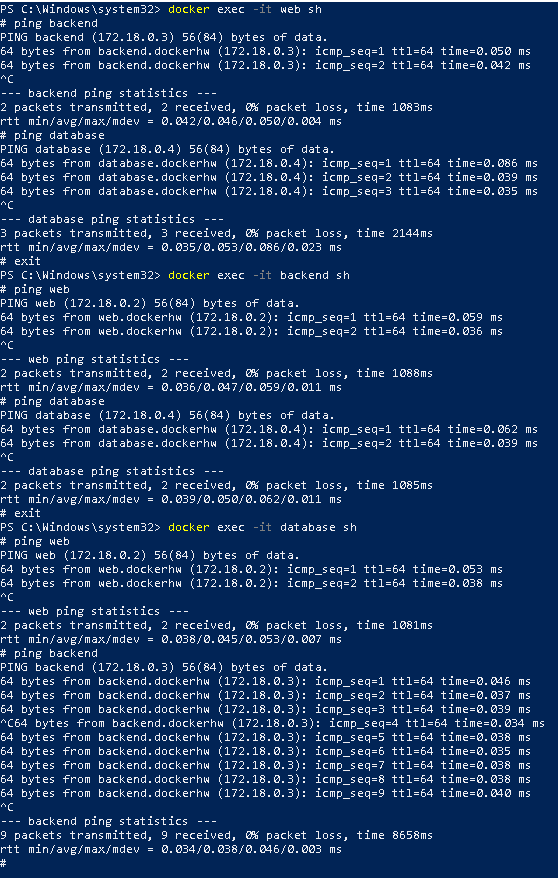 PS C:\Windows\system32> docker exec -it web sh
# ping backend
PING backend (172.18.0.3) 56(84) bytes of data.
64 bytes from backend.dockerhw (172.18.0.3): icmp_seq=1 ttl=64 time=0.050 ms
64 bytes from backend.dockerhw (172.18.0.3): icmp_seq=2 ttl=64 time=0.042 ms
^C
--- backend ping statistics ---
2 packets transmitted, 2 received, 0% packet loss, time 1083ms
rtt min/avg/max/mdev = 0.042/0.046/0.050/0.004 ms
# ping database
PING database (172.18.0.4) 56(84) bytes of data.
64 bytes from database.dockerhw (172.18.0.4): icmp_seq=1 ttl=64 time=0.086 ms
64 bytes from database.dockerhw (172.18.0.4): icmp_seq=2 ttl=64 time=0.039 ms
64 bytes from database.dockerhw (172.18.0.4): icmp_seq=3 ttl=64 time=0.035 ms
^C
--- database ping statistics ---
3 packets transmitted, 3 received, 0% packet loss, time 2144ms
rtt min/avg/max/mdev = 0.035/0.053/0.086/0.023 ms
# exit
PS C:\Windows\system32> docker exec -it backend sh
# ping web
PING web (172.18.0.2) 56(84) bytes of data.
64 bytes from web.dockerhw (172.18.0.2): icmp_seq=1 ttl=64 time=0.059 ms
64 bytes from web.dockerhw (172.18.0.2): icmp_seq=2 ttl=64 time=0.036 ms
^C
--- web ping statistics ---
2 packets transmitted, 2 received, 0% packet loss, time 1088ms
rtt min/avg/max/mdev = 0.036/0.047/0.059/0.011 ms
# ping database
PING database (172.18.0.4) 56(84) bytes of data.
64 bytes from database.dockerhw (172.18.0.4): icmp_seq=1 ttl=64 time=0.062 ms
64 bytes from database.dockerhw (172.18.0.4): icmp_seq=2 ttl=64 time=0.039 ms
^C
--- database ping statistics ---
2 packets transmitted, 2 received, 0% packet loss, time 1085ms
rtt min/avg/max/mdev = 0.039/0.050/0.062/0.011 ms
# exit
PS C:\Windows\system32> docker exec -it database sh
# ping web
PING web (172.18.0.2) 56(84) bytes of data.
64 bytes from web.dockerhw (172.18.0.2): icmp_seq=1 ttl=64 time=0.053 ms
64 bytes from web.dockerhw (172.18.0.2): icmp_seq=2 ttl=64 time=0.038 ms
^C
--- web ping statistics ---
2 packets transmitted, 2 received, 0% packet loss, time 1081ms
rtt min/avg/max/mdev = 0.038/0.045/0.053/0.007 ms
# ping backend
PING backend (172.18.0.3) 56(84) bytes of data.
64 bytes from backend.dockerhw (172.18.0.3): icmp_seq=1 ttl=64 time=0.046 ms
64 bytes from backend.dockerhw (172.18.0.3): icmp_seq=2 ttl=64 time=0.037 ms
64 bytes from backend.dockerhw (172.18.0.3): icmp_seq=3 ttl=64 time=0.039 ms
^C64 bytes from backend.dockerhw (172.18.0.3): icmp_seq=4 ttl=64 time=0.034 ms
64 bytes from backend.dockerhw (172.18.0.3): icmp_seq=5 ttl=64 time=0.038 ms
64 bytes from backend.dockerhw (172.18.0.3): icmp_seq=6 ttl=64 time=0.035 ms
64 bytes from backend.dockerhw (172.18.0.3): icmp_seq=7 ttl=64 time=0.038 ms
64 bytes from backend.dockerhw (172.18.0.3): icmp_seq=8 ttl=64 time=0.038 ms
64 bytes from backend.dockerhw (172.18.0.3): icmp_seq=9 ttl=64 time=0.040 ms
^C
--- backend ping statistics ---
9 packets transmitted, 9 received, 0% packet loss, time 8658ms
rtt min/avg/max/mdev = 0.034/0.038/0.046/0.003 ms
#